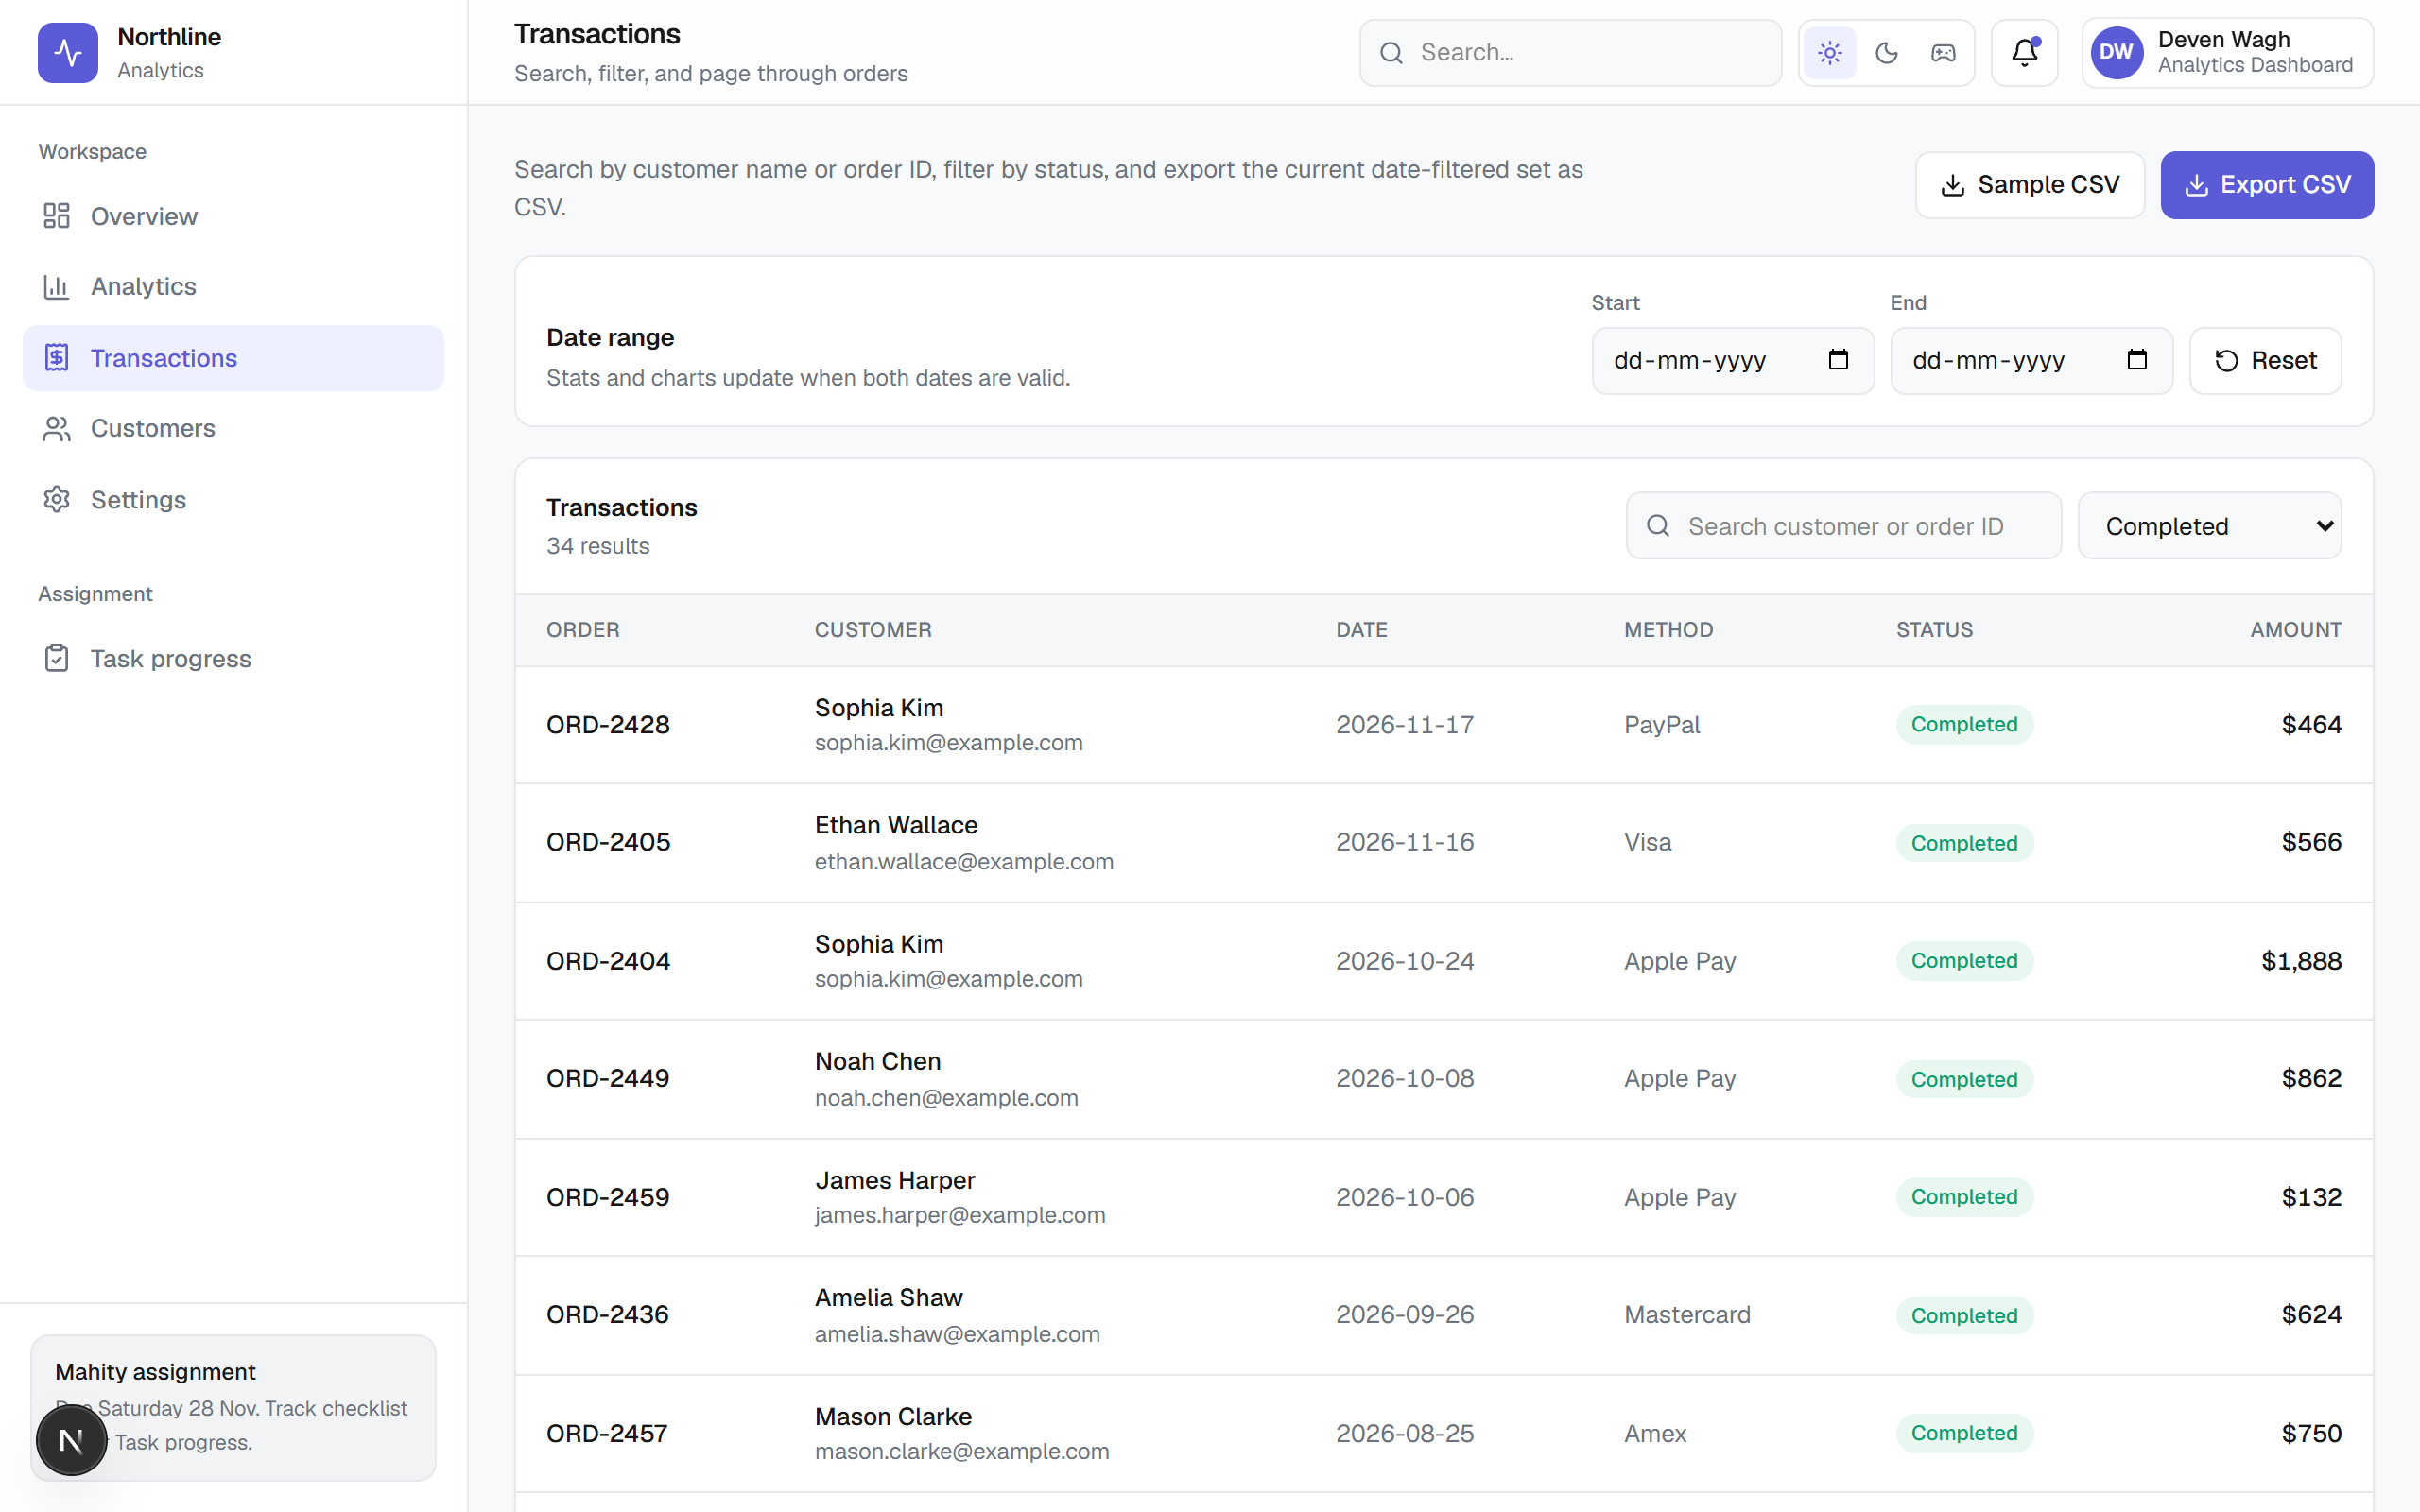 Northline
Analytics
Workspace
Overview
Analytics
Transactions
Customers
Settings
Assignment
Task progress
Mahity assignment
Saturday 28 Nov. Track checklist
Task progress.
N
Transactions
Search, filter, and page through orders
Search...
DW
Deven Wagh
Analytics Dashboard
Search by customer name or order ID, filter by status, and export the current date-filtered set as
CSV.
Sample CSV
Export CSV
Date range
Stats and charts update when both dates are valid.
Start
dd-mm-yyyy
End
dd-mm-yyyy
Reset
Transactions
34 results
Search customer or order ID
Completed
ORDER CUSTOMER DATE METHOD STATUS AMOUNT
ORD-2428 Sophia Kim 2026-11-17 PayPal Completed $464
sophia.kim@example.com
ORD-2405 Ethan Wallace 2026-11-16 Visa Completed $566
ethan.wallace@example.com
ORD-2404 Sophia Kim 2026-10-24 Apple Pay Completed $1,888
sophia.kim@example.com
ORD-2449 Noah Chen 2026-10-08 Apple Pay Completed $862
noah.chen@example.com
ORD-2459 James Harper 2026-10-06 Apple Pay Completed $132
james.harper@example.com
ORD-2436 Amelia Shaw 2026-09-26 Mastercard Completed $624
amelia.shaw@example.com
ORD-2457 Mason Clarke 2026-08-25 Amex Completed $750
mason.clarke@example.com